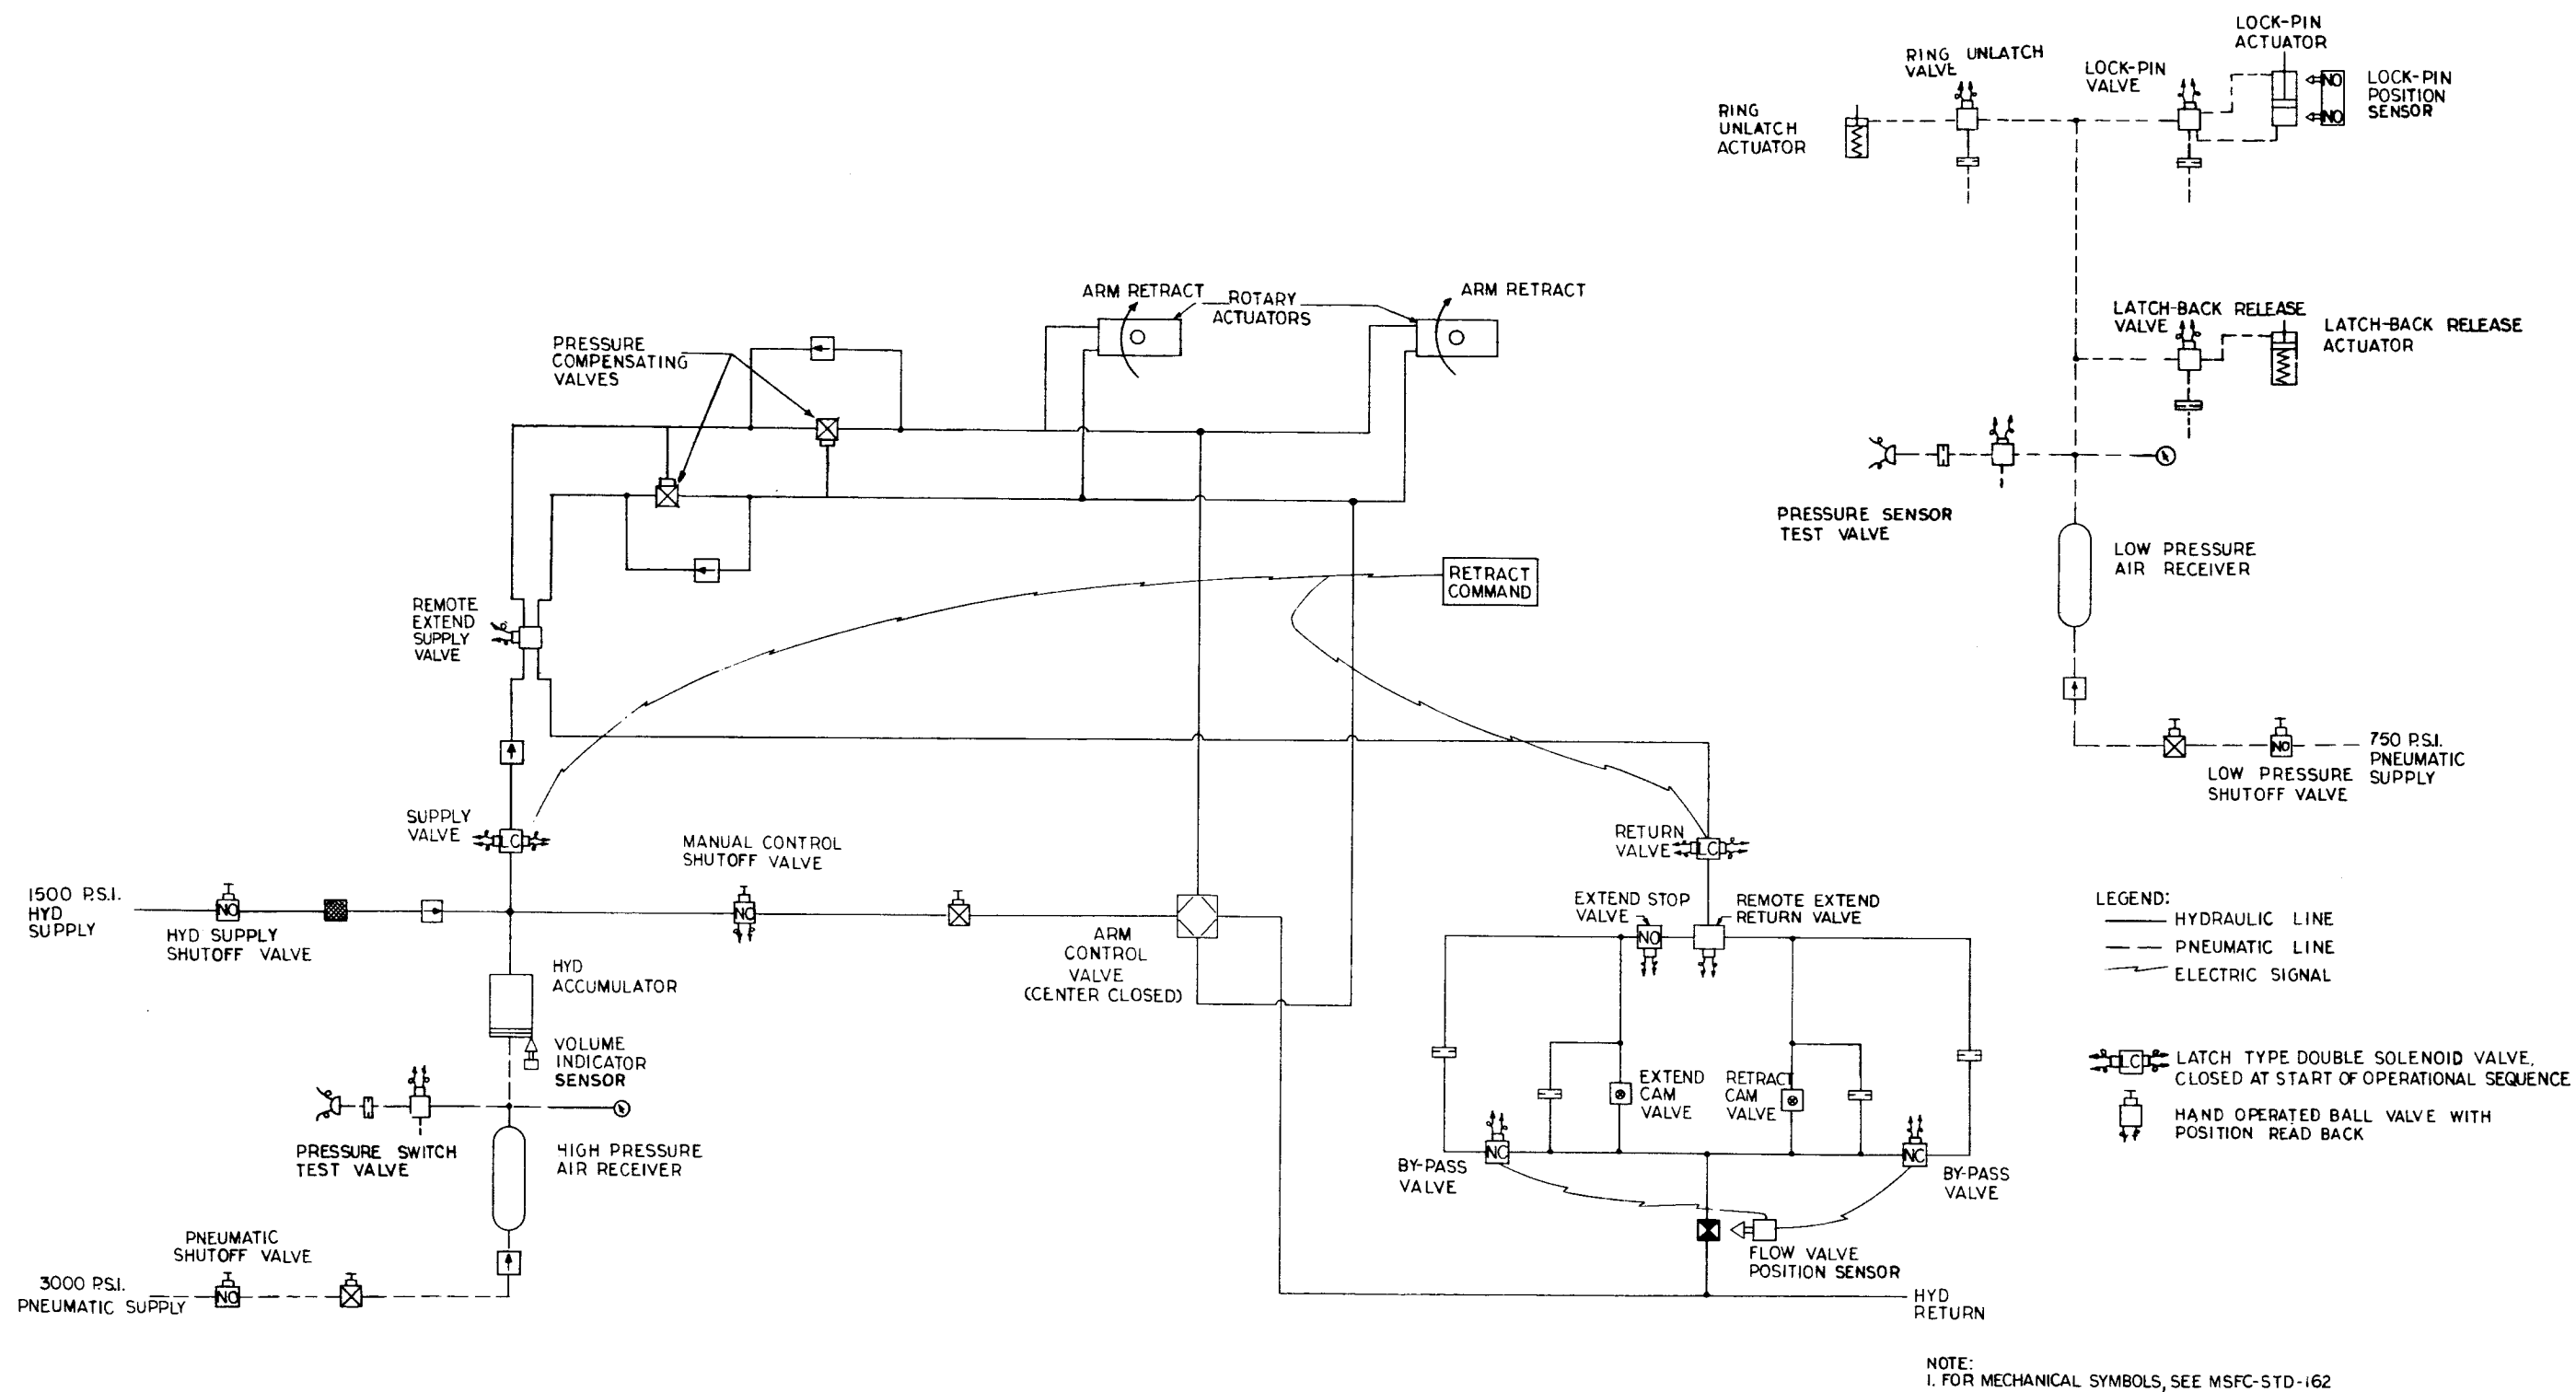 LOCK-PIN
ACTUATOR
RING UNLATCH
VALVE
LOCK-PIN
VALVE
NO
NO
LOCK-PIN
POSITION
SENSOR
RING
UNLATCH
ACTUATOR
ARM RETRACT
ROTARY
ACTUATORS
ARM RETRACT
LATCH-BACK RELEASE
VALVE
LATCH-BACK RELEASE
ACTUATOR
PRESSURE
COMPENSATING
VALVES
PRESSURE SENSOR
TEST VALVE
LOW PRESSURE
AIR RECEIVER
RETRACT
COMMAND
REMOTE
EXTEND
SUPPLY
VALVE
NO
750 P.S.I.
PNEUMATIC
SUPPLY
LOW PRESSURE
SHUTOFF VALVE
SUPPLY
VALVE
LC
MANUAL CONTROL
SHUTOFF VALVE
RETURN
VALVE
LC
1500 P.S.I.
HYD
SUPPLY
NO
HYD SUPPLY
SHUTOFF VALVE
NC
ARM
CONTROL
VALVE
(CENTER CLOSED)
EXTEND STOP
VALVE
NO
REMOTE EXTEND
RETURN VALVE
LEGEND:
HYDRAULIC LINE
PNEUMATIC LINE
ELECTRIC SIGNAL
HYD
ACCUMULATOR
VOLUME
INDICATOR
SENSOR
LC
LATCH TYPE DOUBLE SOLENOID VALVE,
CLOSED AT START OF OPERATIONAL SEQUENCE
HAND OPERATED BALL VALVE WITH
POSITION READ BACK
EXTEND
CAM
VALVE
RETRACT
CAM
VALVE
PRESSURE SWITCH
TEST VALVE
HIGH PRESSURE
AIR RECEIVER
NC
BY-PASS
VALVE
NC
BY-PASS
VALVE
PNEUMATIC
SHUTOFF VALVE
FLOW VALVE
POSITION SENSOR
3000 P.S.I.
PNEUMATIC SUPPLY
NO
HYD
RETURN
NOTE:
1. FOR MECHANICAL SYMBOLS, SEE MSFC-STD-162